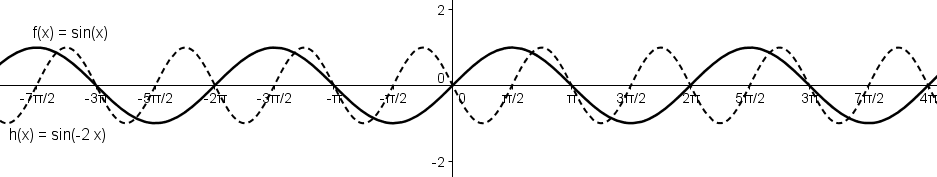 2
f(x) = sin(x)
0
-7π/2 -3π -5π/2 -2π -3π/2 -π -π/2 0 π/2 π 3π/2 2π 5π/2 3π 7π/2 4π
h(x) = sin(-2 x)
-2